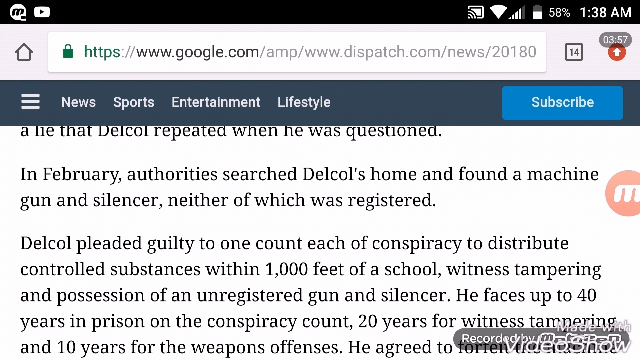 58% 1:38 AM
https://www.google.com/amp/www.dispatch.com/news/20180
14
03:57
News Sports Entertainment Lifestyle
Subscribe
a lie that Delcol repeated when he was questioned.
In February, authorities searched Delcol's home and found a machine
gun and silencer, neither of which was registered.
Delcol pleaded guilty to one count each of conspiracy to distribute
controlled substances within 1,000 feet of a school, witness tampering
and possession of an unregistered gun and silencer. He faces up to 40
years in prison on the conspiracy count, 20 years for witness tampering
and 10 years for the weapons offenses. He agreed to
Made with
Recorded by
VideoShow